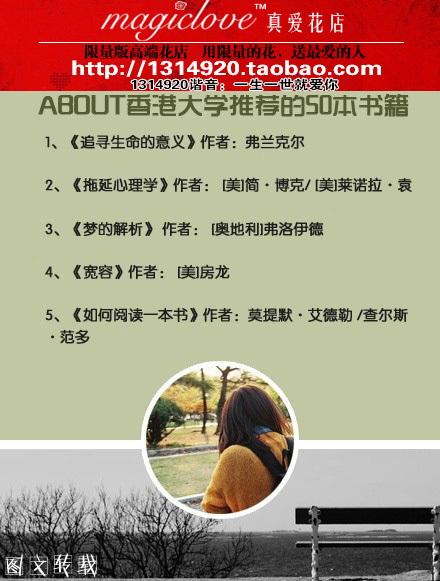 magiclove™ 真爱花店
限量版高端花店 用限量的花，送最爱的人
http://1314920.taobao.com
1314920谐音：一生一世就爱你
ABOUT香港大学推荐的50本书籍
1、《追寻生命的意义》作者：弗兰克尔
2、《拖延心理学》作者： [美]简·博克/ [美]莱诺拉·袁
3、《梦的解析》 作者： [奥地利]弗洛伊德
4、《宽容》作者： [美]房龙
5、《如何阅读一本书》作者：莫提默·艾德勒 /查尔斯
·范多
图文转载